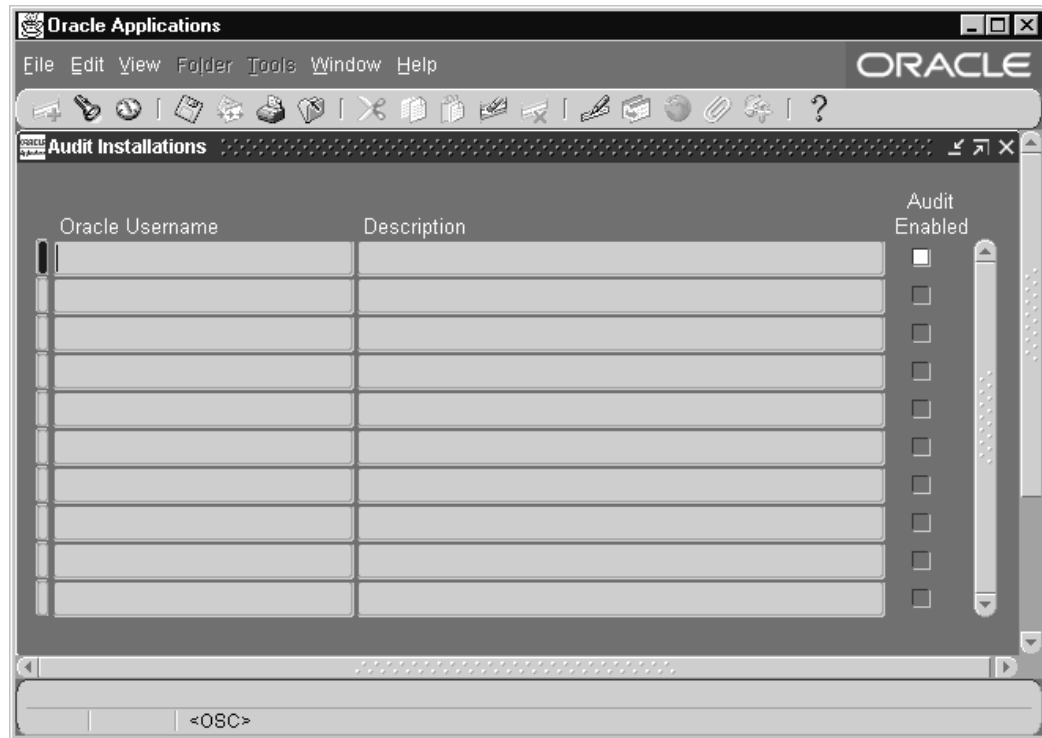 Oracle Applications
File Edit View Folder Tools Window Help
ORACLE
?
Audit Installations
Audit
Oracle Username Description Enabled
<OSC>